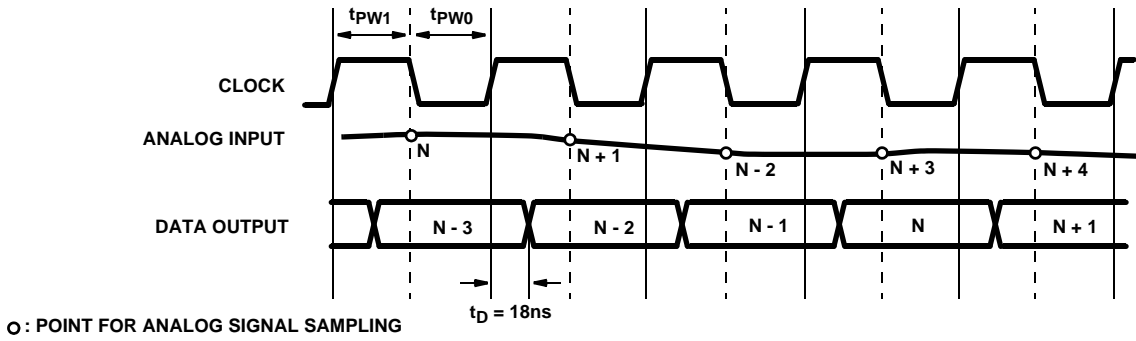 tPW1 tPW0
CLOCK
ANALOG INPUT
N N + 1 N - 2 N + 3 N + 4
DATA OUTPUT N - 3 N - 2 N - 1 N N + 1
tD = 18ns
: POINT FOR ANALOG SIGNAL SAMPLING